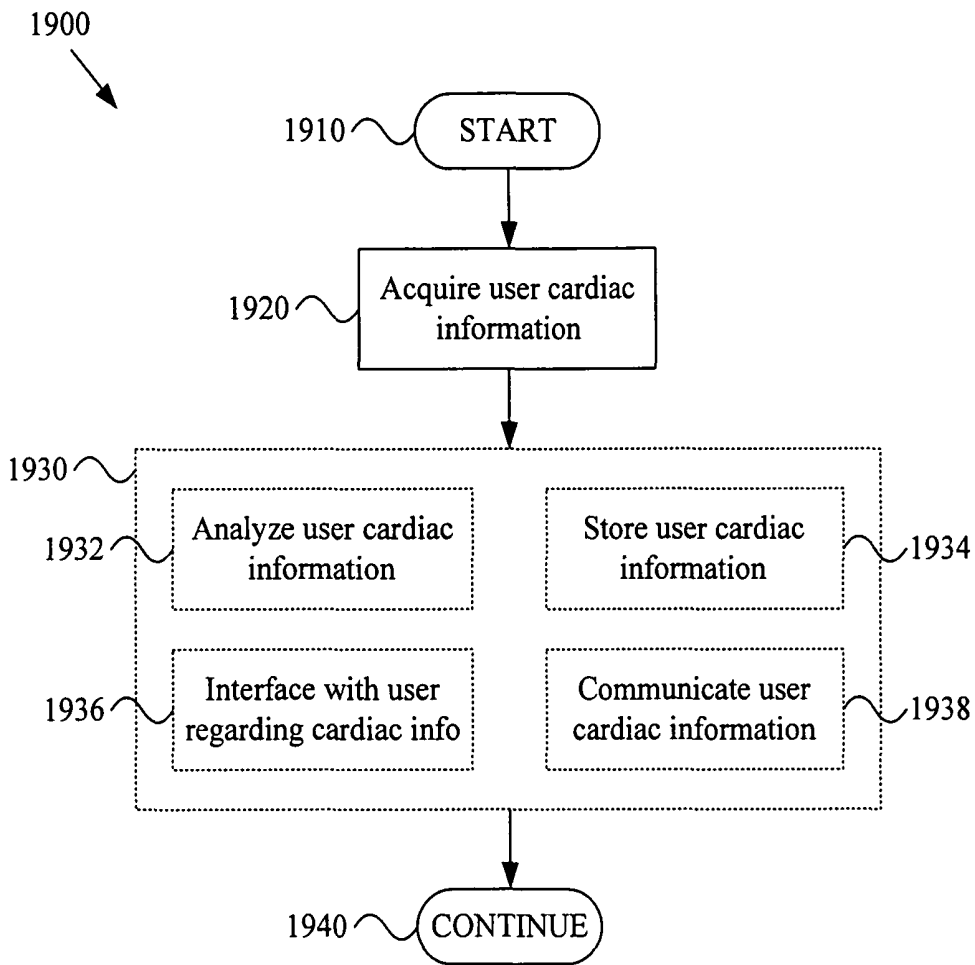 1900
1910
START
1920
Acquire user cardiac
information
1930
1932
Analyze user cardiac
information
Store user cardiac
information
1934
1936
Interface with user
regarding cardiac info
Communicate user
cardiac information
1938
1940
CONTINUE